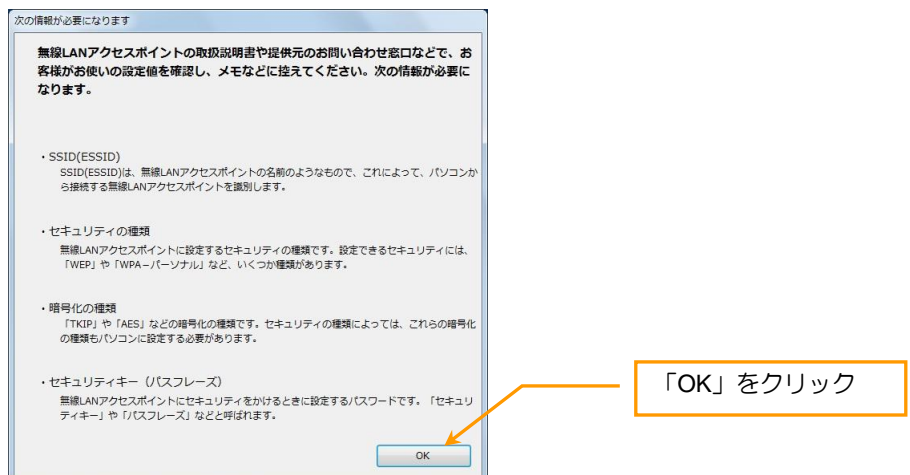 次の情報が必要になります
無線LANアクセスポイントの取扱説明書や提供元のお問い合わせ窓口などで、お
客様がお使いの設定値を確認し、メモなどに控えてください。次の情報が必要に
なります。
・SSID(ESSID)
SSID(ESSID)は、無線LANアクセスポイントの名前のようなもので、これによって、パソコンか
ら接続する無線LANアクセスポイントを識別します。
・セキュリティの種類
無線LANアクセスポイントに設定するセキュリティの種類です。設定できるセキュリティには、
「WEP」や「WPA－パーソナル」など、いくつか種類があります。
・暗号化の種類
「TKIP」や「AES」などの暗号化の種類です。セキュリティの種類によっては、これらの暗号化
の種類もパソコンに設定する必要があります。
・セキュリティキー（パスフレーズ）
無線LANアクセスポイントにセキュリティをかけるときに設定するパスワードです。「セキュリ
ティキー」や「パスフレーズ」などと呼ばれます。
OK
「OK」をクリック